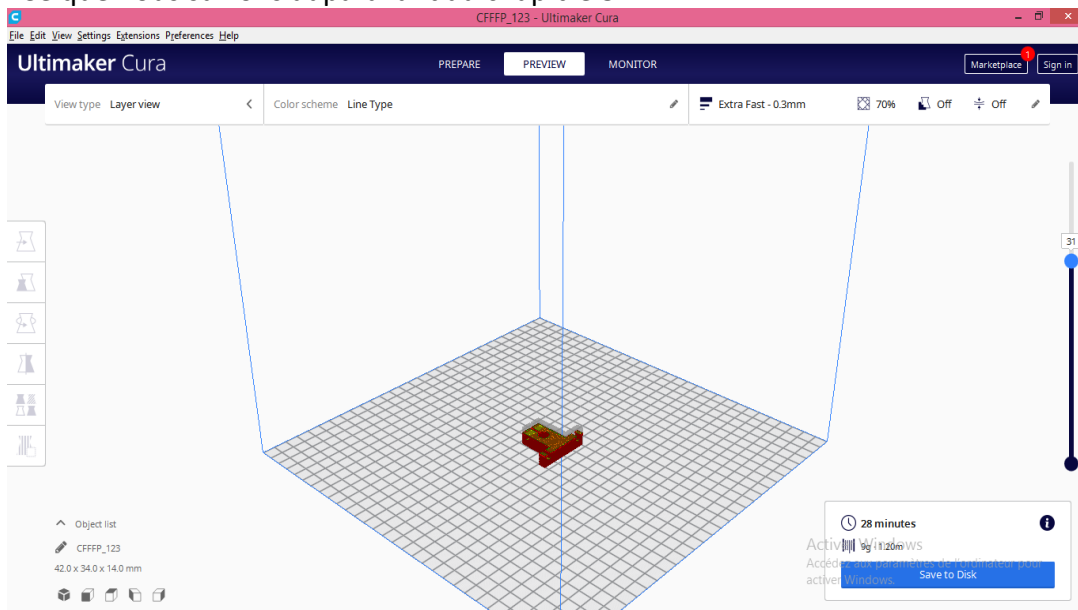 CFFFP_123 - Ultimaker Cura
File Edit View Settings Extensions Preferences Help
Ultimaker Cura
PREPARE PREVIEW MONITOR
Marketplace 1 Sign in
View type Layer view
Color scheme Line Type
Extra Fast - 0.3mm 70% Off Off
31
Object list
CFFFP_123
42.0 x 34.0 x 14.0 mm
28 minutes
9g · 1.20m
Save to Disk
Activer Windows
Accédez aux paramètres de l'ordinateur pour
activer Windows.